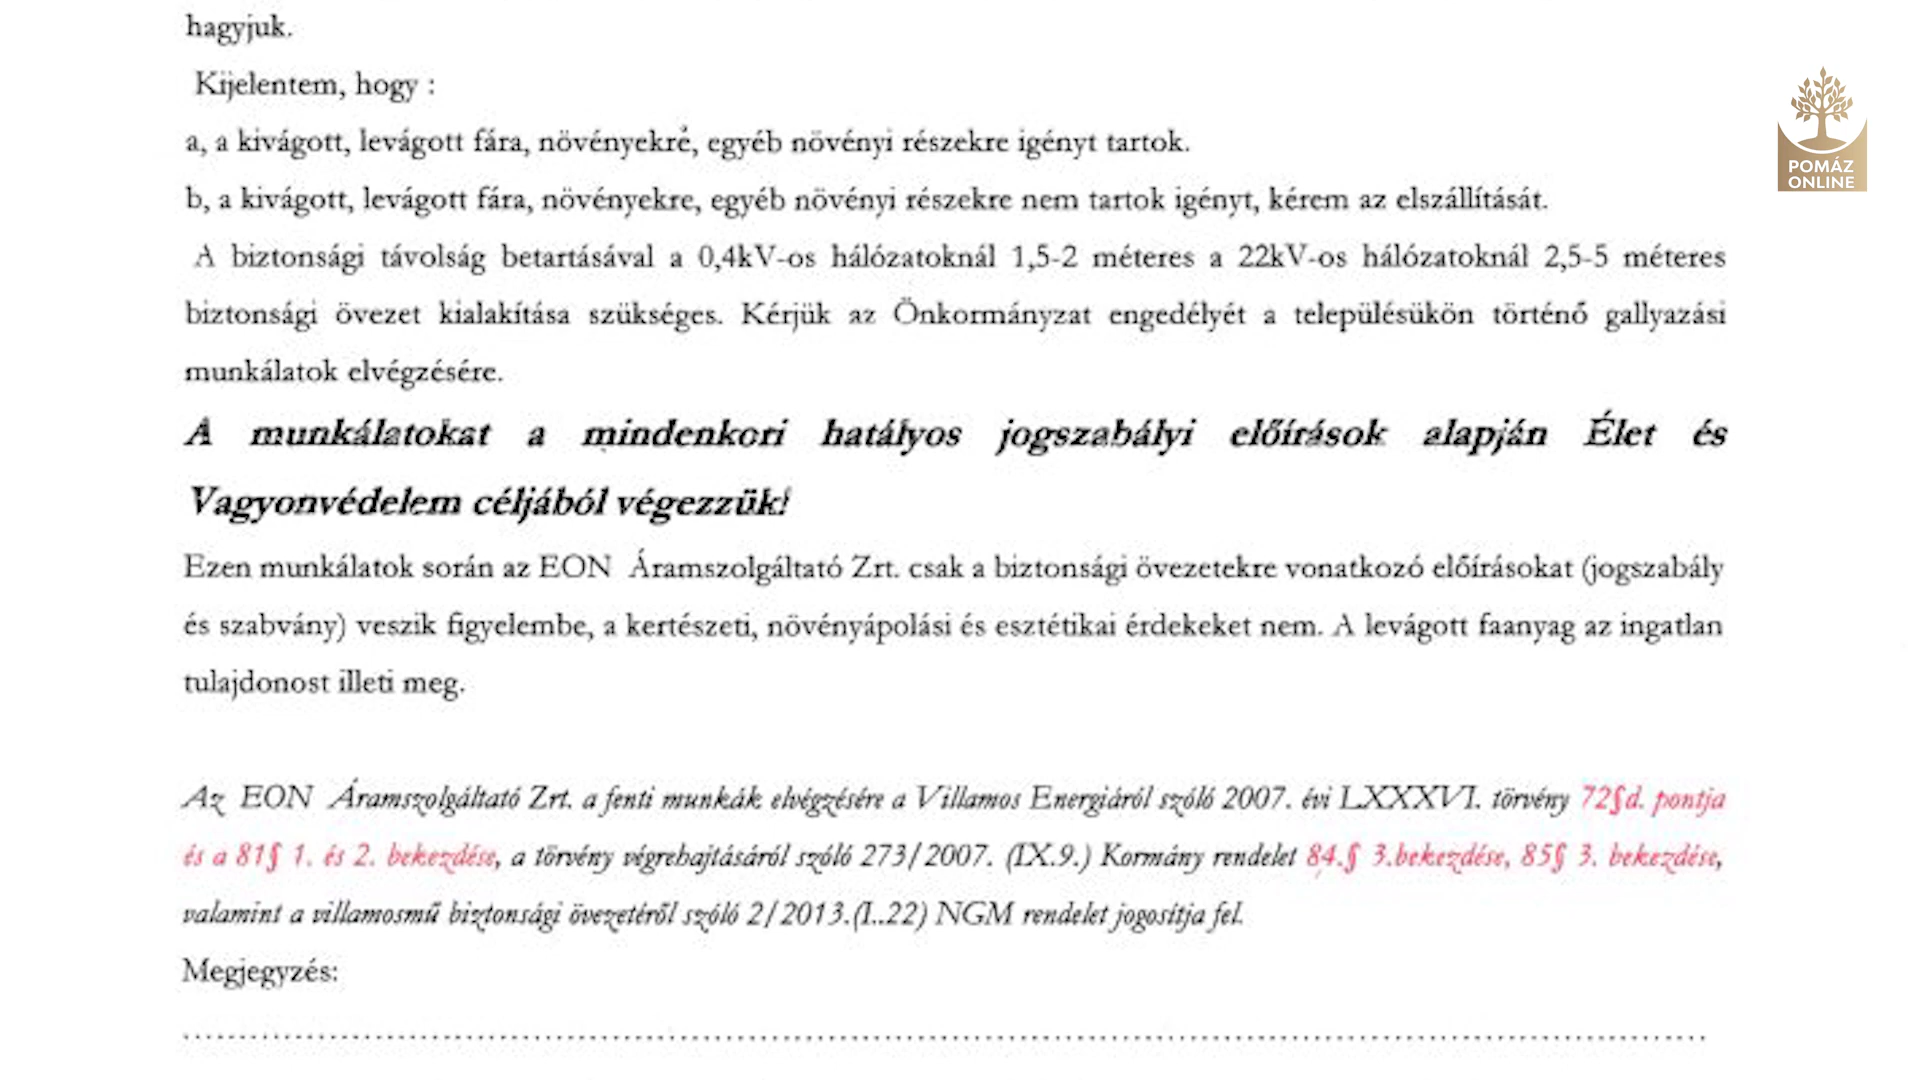 hagyjuk.
Kijelentem, hogy :
a, a kivágott, levágott fára, növényekre, egyéb növényi részekre igényt tartok.
b, a kivágott, levágott fára, növényekre, egyéb növényi részekre nem tartok igényt, kérem az elszállítását.
A biztonsági távolság betartásával a 0,4kV-os hálózatoknál 1,5-2 méteres a 22kV-os hálózatoknál 2,5-5 méteres
biztonsági övezet kialakítása szükséges. Kérjük az Önkormányzat engedélyét a településükön történő gallyazási
munkálatok elvégzésére.
A munkálatokat a mindenkori hatályos jogszabályi előírások alapján Élet és
Vagyonvédelem céljából végezzük!
Ezen munkálatok során az EON Áramszolgáltató Zrt. csak a biztonsági övezetekre vonatkozó előírásokat (jogszabály
és szabvány) veszik figyelembe, a kertészeti, növényápolási és esztétikai érdekeket nem. A levágott faanyag az ingatlan
tulajdonost illeti meg.
Az EON Áramszolgáltató Zrt. a fenti munkák elvégzésére a Villamos Energiáról szóló 2007. évi LXXXVI. törvény 72§d. pontja
és a 81§ 1. és 2. bekezdése, a törvény végrehajtásáról szóló 273/2007. (IX.9.) Kormány rendelet 84.§ 3.bekezdése, 85§ 3. bekezdése,
valamint a villamosmű biztonsági övezetéről szóló 2/2013.(I..22) NGM rendelet jogosítja fel.
Megjegyzés:
POMÁZ
ONLINE